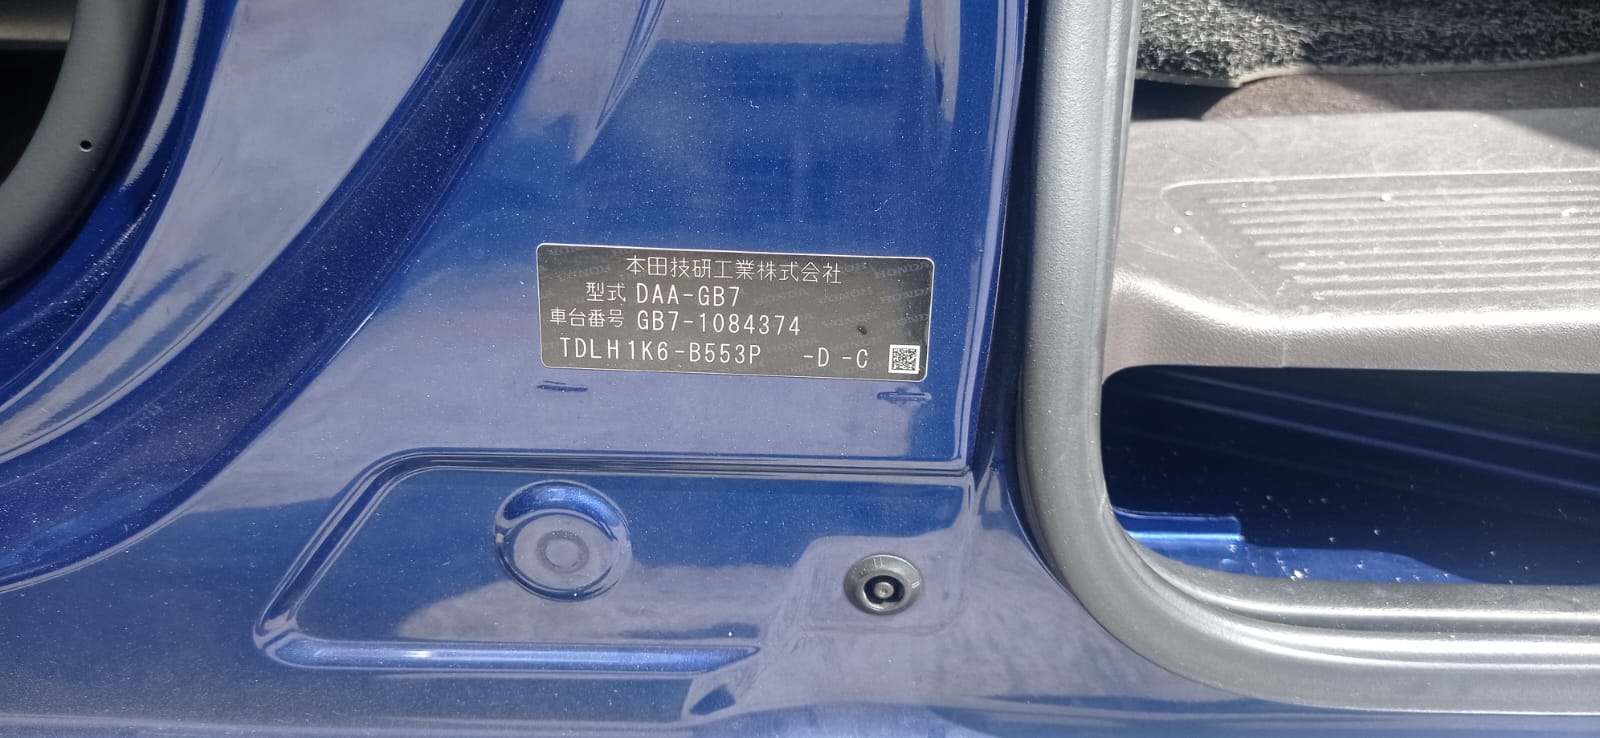 本田技研工業株式会社
型式 DAA-GB7
車台番号 GB7-1084374
TDLH1K6-B553P -D -C